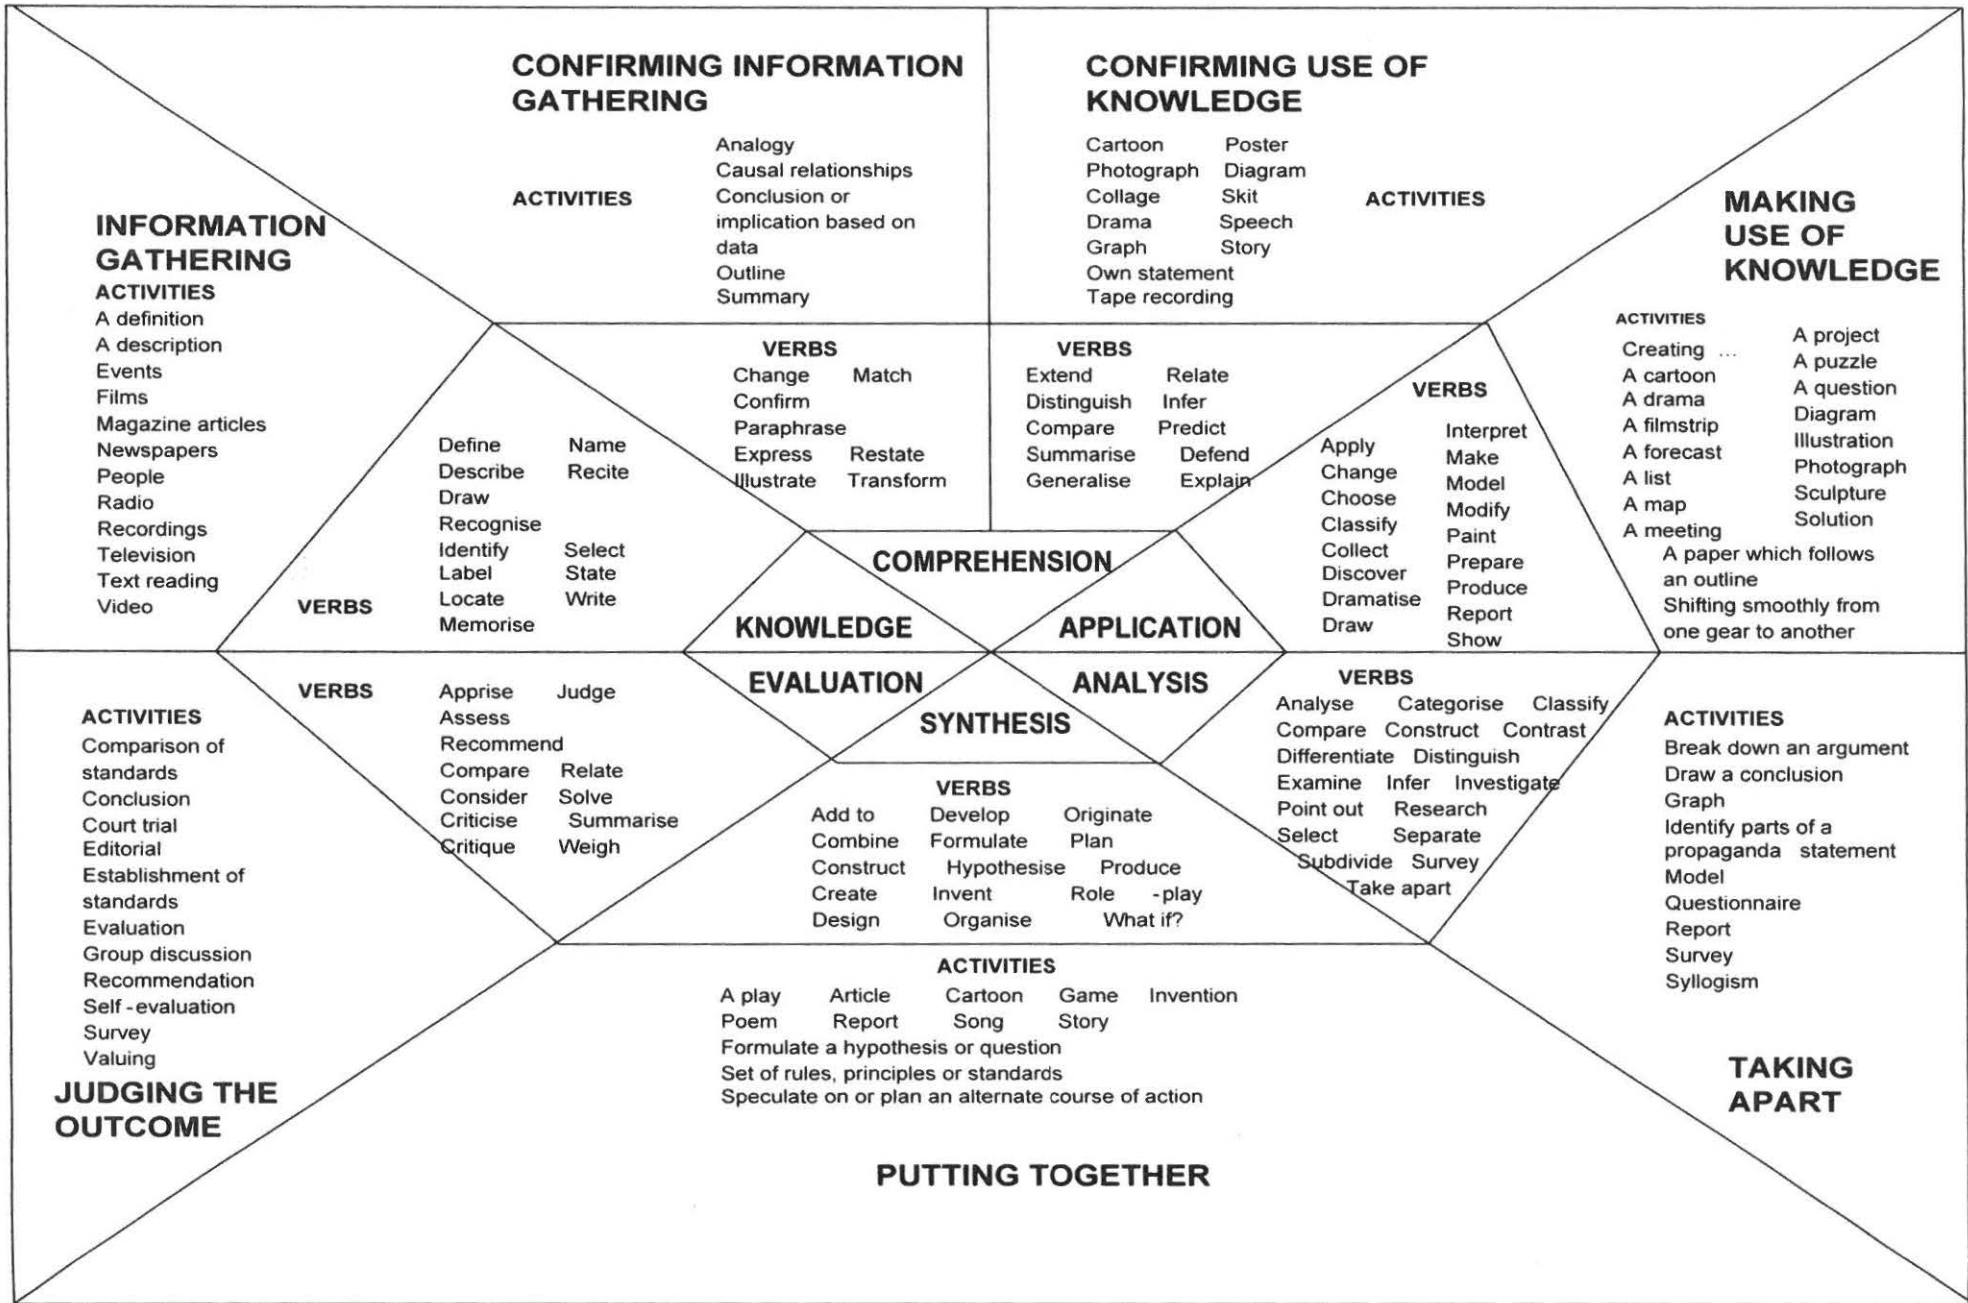 CONFIRMING INFORMATION
GATHERING
ACTIVITIES
Analogy
Causal relationships
Conclusion or
implication based on
data
Outline
Summary
CONFIRMING USE OF
KNOWLEDGE
Cartoon Poster
Photograph Diagram
Collage Skit
Drama Speech
Graph Story
Own statement
Tape recording
ACTIVITIES
INFORMATION
GATHERING
ACTIVITIES
A definition
A description
Events
Films
Magazine articles
Newspapers
People
Radio
Recordings
Television
Text reading
Video
VERBS
Define Name
Describe Recite
Draw
Recognise
Identify Select
Label State
Locate Write
Memorise
VERBS
Change Match
Confirm
Paraphrase
Express Restate
Illustrate Transform
VERBS
Extend Relate
Distinguish Infer
Compare Predict
Summarise Defend
Generalise Explain
VERBS
Apply
Change
Choose
Classify
Collect
Discover
Dramatise
Draw
Interpret
Make
Model
Modify
Paint
Prepare
Produce
Report
Show
MAKING
USE OF
KNOWLEDGE
ACTIVITIES
Creating ...
A cartoon
A drama
A filmstrip
A forecast
A list
A map
A meeting
A project
A puzzle
A question
Diagram
Illustration
Photograph
Sculpture
Solution
A paper which follows
an outline
Shifting smoothly from
one gear to another
COMPREHENSION
KNOWLEDGE
APPLICATION
EVALUATION
ANALYSIS
SYNTHESIS
ACTIVITIES
Comparison of
standards
Conclusion
Court trial
Editorial
Establishment of
standards
Evaluation
Group discussion
Recommendation
Self -evaluation
Survey
Valuing
JUDGING THE
OUTCOME
VERBS
Apprise Judge
Assess
Recommend
Compare Relate
Consider Solve
Criticise Summarise
Critique Weigh
VERBS
Add to Develop Originate
Combine Formulate Plan
Construct Hypothesise Produce
Create Invent Role -play
Design Organise What if?
VERBS
Analyse Categorise Classify
Compare Construct Contrast
Differentiate Distinguish
Examine Infer Investigate
Point out Research
Select Separate
Subdivide Survey
Take apart
ACTIVITIES
Break down an argument
Draw a conclusion
Graph
Identify parts of a
propaganda statement
Model
Questionnaire
Report
Survey
Syllogism
TAKING
APART
ACTIVITIES
A play Article Cartoon Game Invention
Poem Report Song Story
Formulate a hypothesis or question
Set of rules, principles or standards
Speculate on or plan an alternate course of action
PUTTING TOGETHER